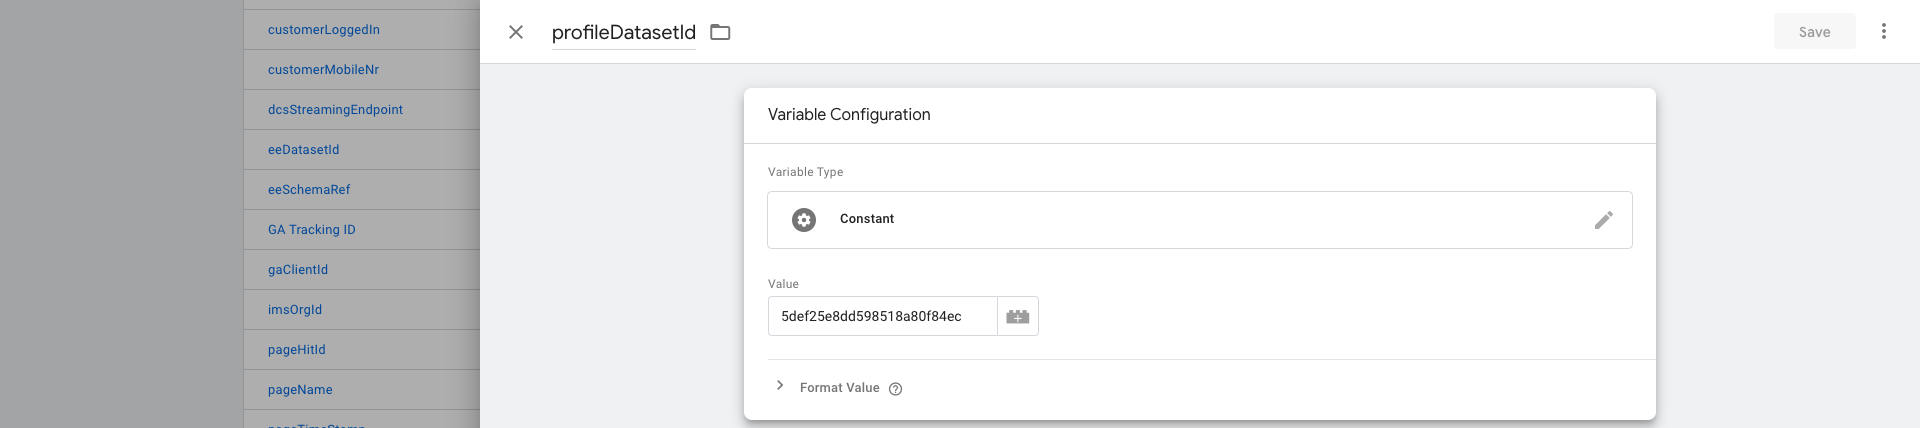 customerLoggedIn
customerMobileNr
dcsStreamingEndpoint
eeDatasetId
eeSchemaRef
GA Tracking ID
gaClientId
imsOrgId
pageHitId
pageName
pageTimeStamp
profileDatasetId
Save
Variable Configuration
Variable Type
Constant
Value
5def25e8dd598518a80f84ec
Format Value